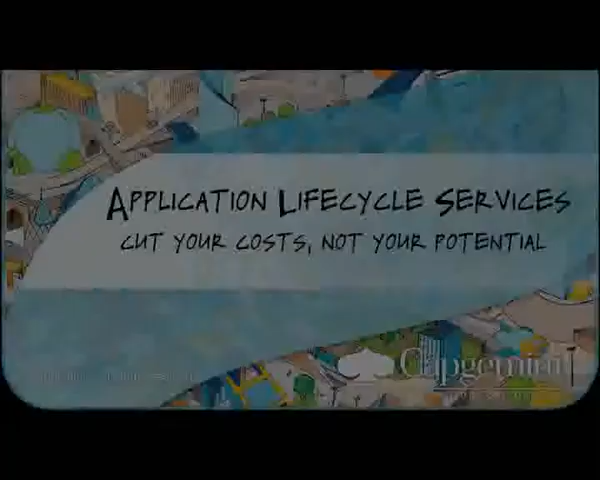 APPLICATION LIFECYCLE SERVICES
CUT YOUR COSTS, NOT YOUR POTENTIAL
Capgemini